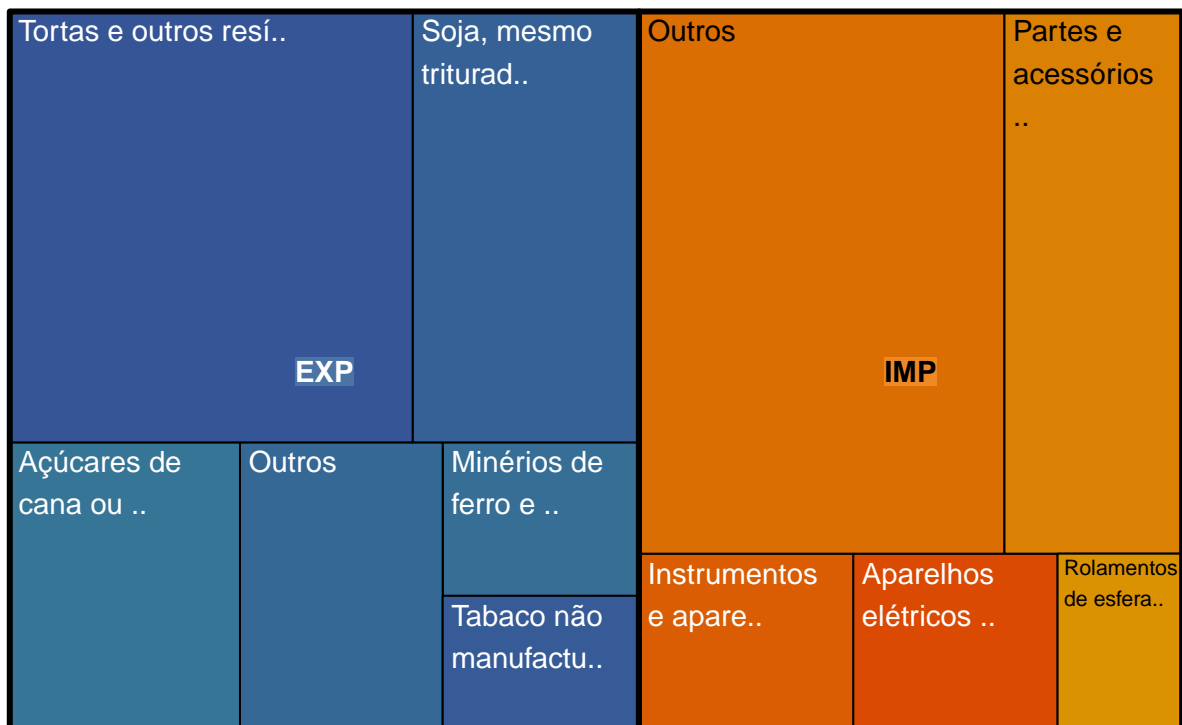 Tortas e outros resí..
Soja, mesmo
triturad..
EXP
Açúcares de
cana ou ..
Outros
Minérios de
ferro e ..
Tabaco não
manufactu..
Outros
Partes e
acessórios
..
IMP
Instrumentos
e apare..
Aparelhos
elétricos ..
Rolamentos
de esfera..